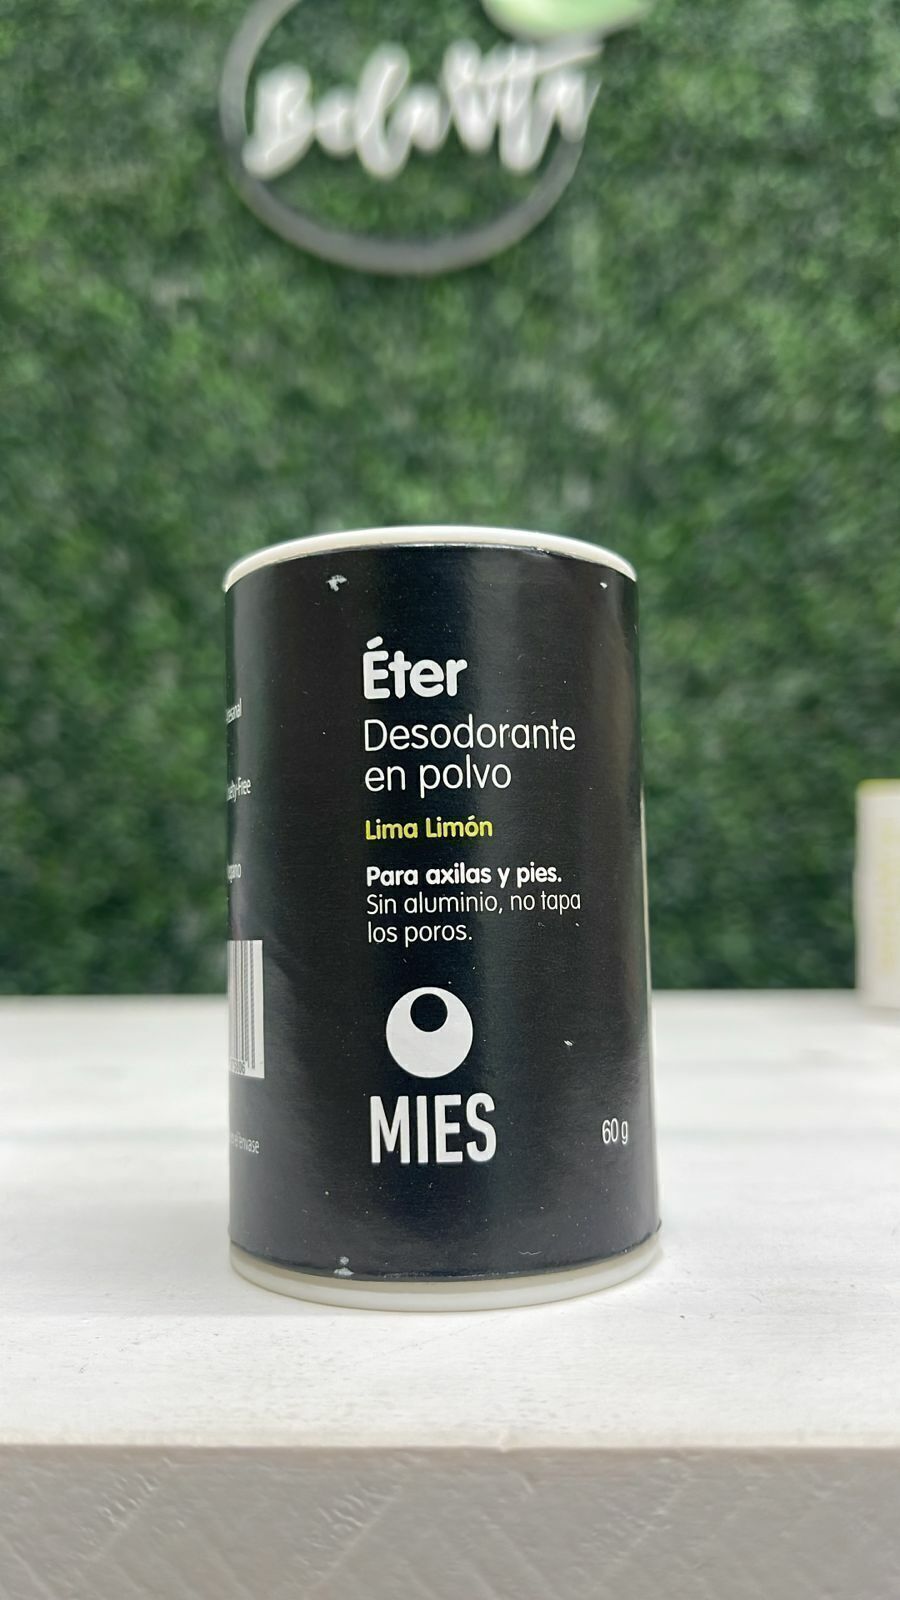 Éter
Desodorante
en polvo
Lima Limón
Para axilas y pies.
Sin aluminio, no tapa
los poros.
MIES
60 g